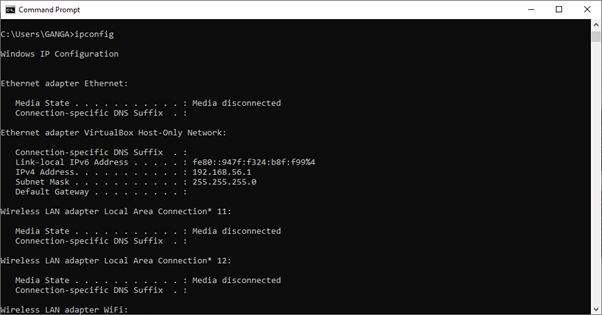 Command Prompt
C:\Users\GANGA>ipconfig
Windows IP Configuration
Ethernet adapter Ethernet:
Media State . . . . . . . . . . . : Media disconnected
Connection-specific DNS Suffix  . :
Ethernet adapter VirtualBox Host-Only Network:
Connection-specific DNS Suffix  . :
Link-local IPv6 Address . . . . . : fe80::947f:f324:b8f:f99%4
IPv4 Address. . . . . . . . . . . : 192.168.56.1
Subnet Mask . . . . . . . . . . . : 255.255.255.0
Default Gateway . . . . . . . . . :
Wireless LAN adapter Local Area Connection* 11:
Media State . . . . . . . . . . . : Media disconnected
Connection-specific DNS Suffix  . :
Wireless LAN adapter Local Area Connection* 12:
Media State . . . . . . . . . . . : Media disconnected
Connection-specific DNS Suffix  . :
Wireless LAN adapter WiFi: